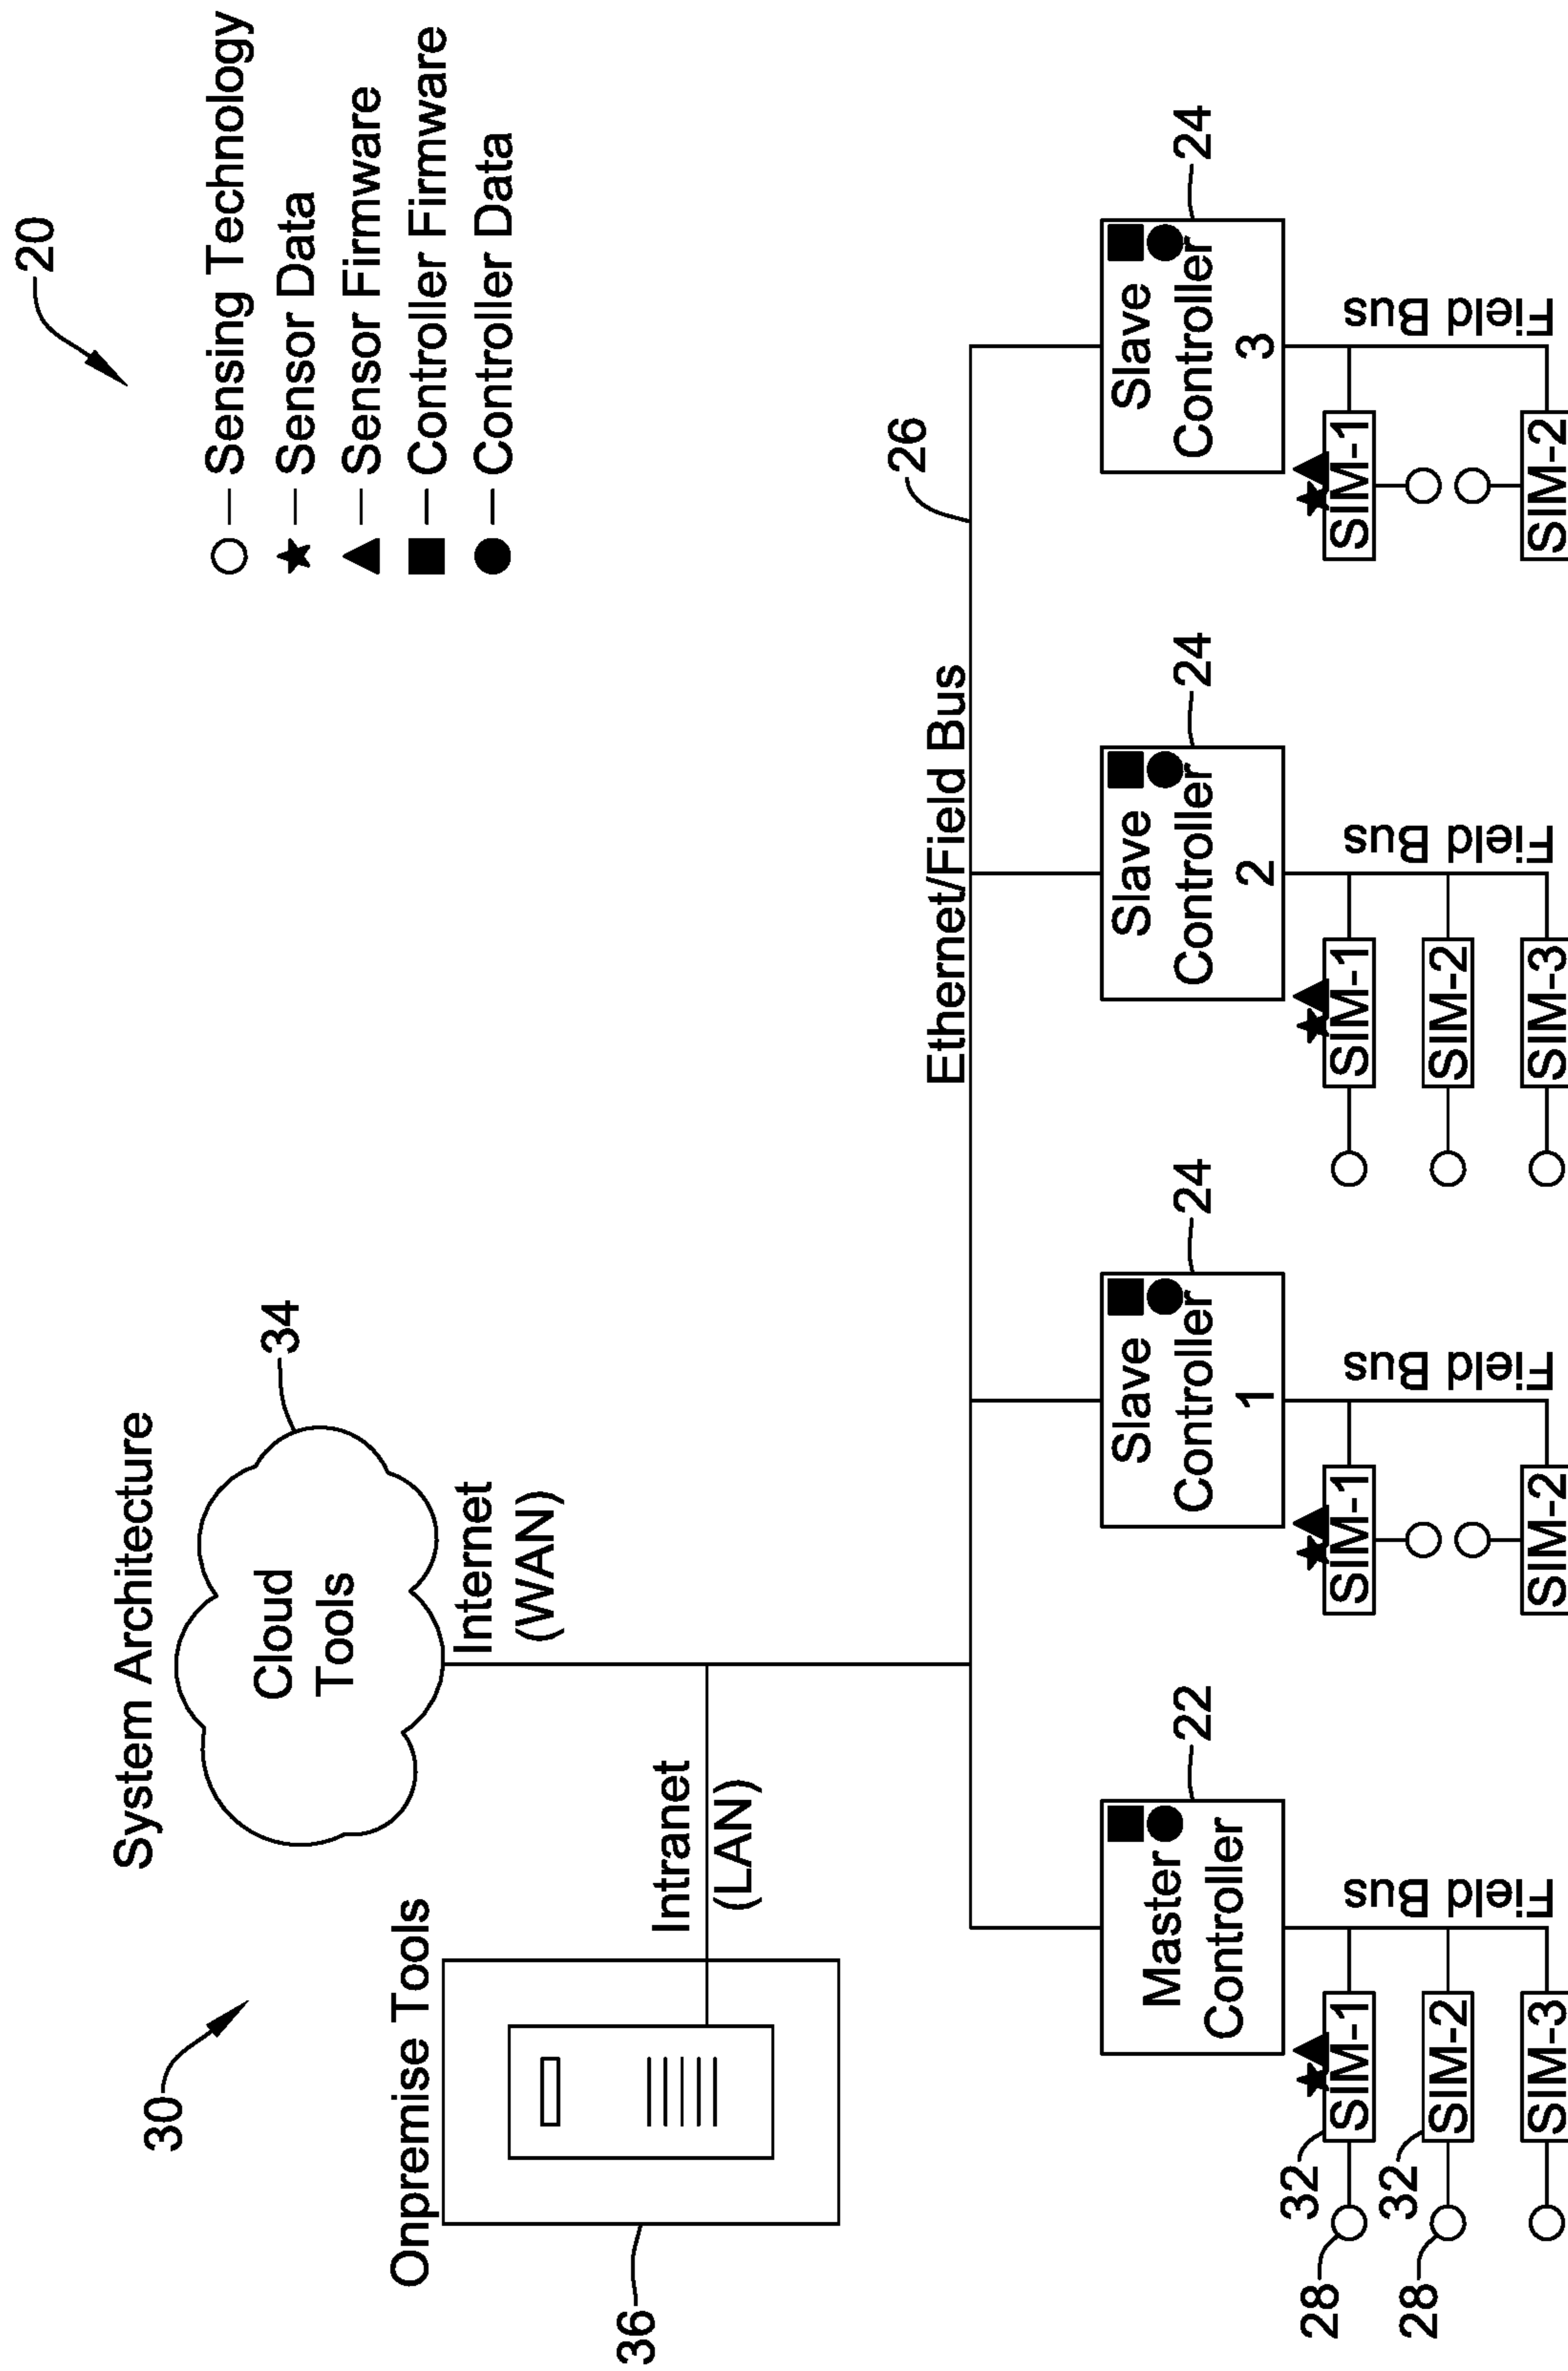 20
System Architecture
30
Cloud
Tools
34
Sensing Technology
Sensor Data
Sensor Firmware
Controller Firmware
Controller Data
Onpremise Tools
36
Internet
(WAN)
Intranet
(LAN)
Ethernet/Field Bus
26
Master
Controller
22
Slave
Controller
1
24
Slave
Controller
2
24
Slave
Controller
3
24
32
SIM-1
28
32
SIM-2
28
SIM-3
Field Bus
SIM-1
SIM-2
Field Bus
SIM-1
SIM-2
SIM-3
Field Bus
SIM-1
SIM-2
Field Bus